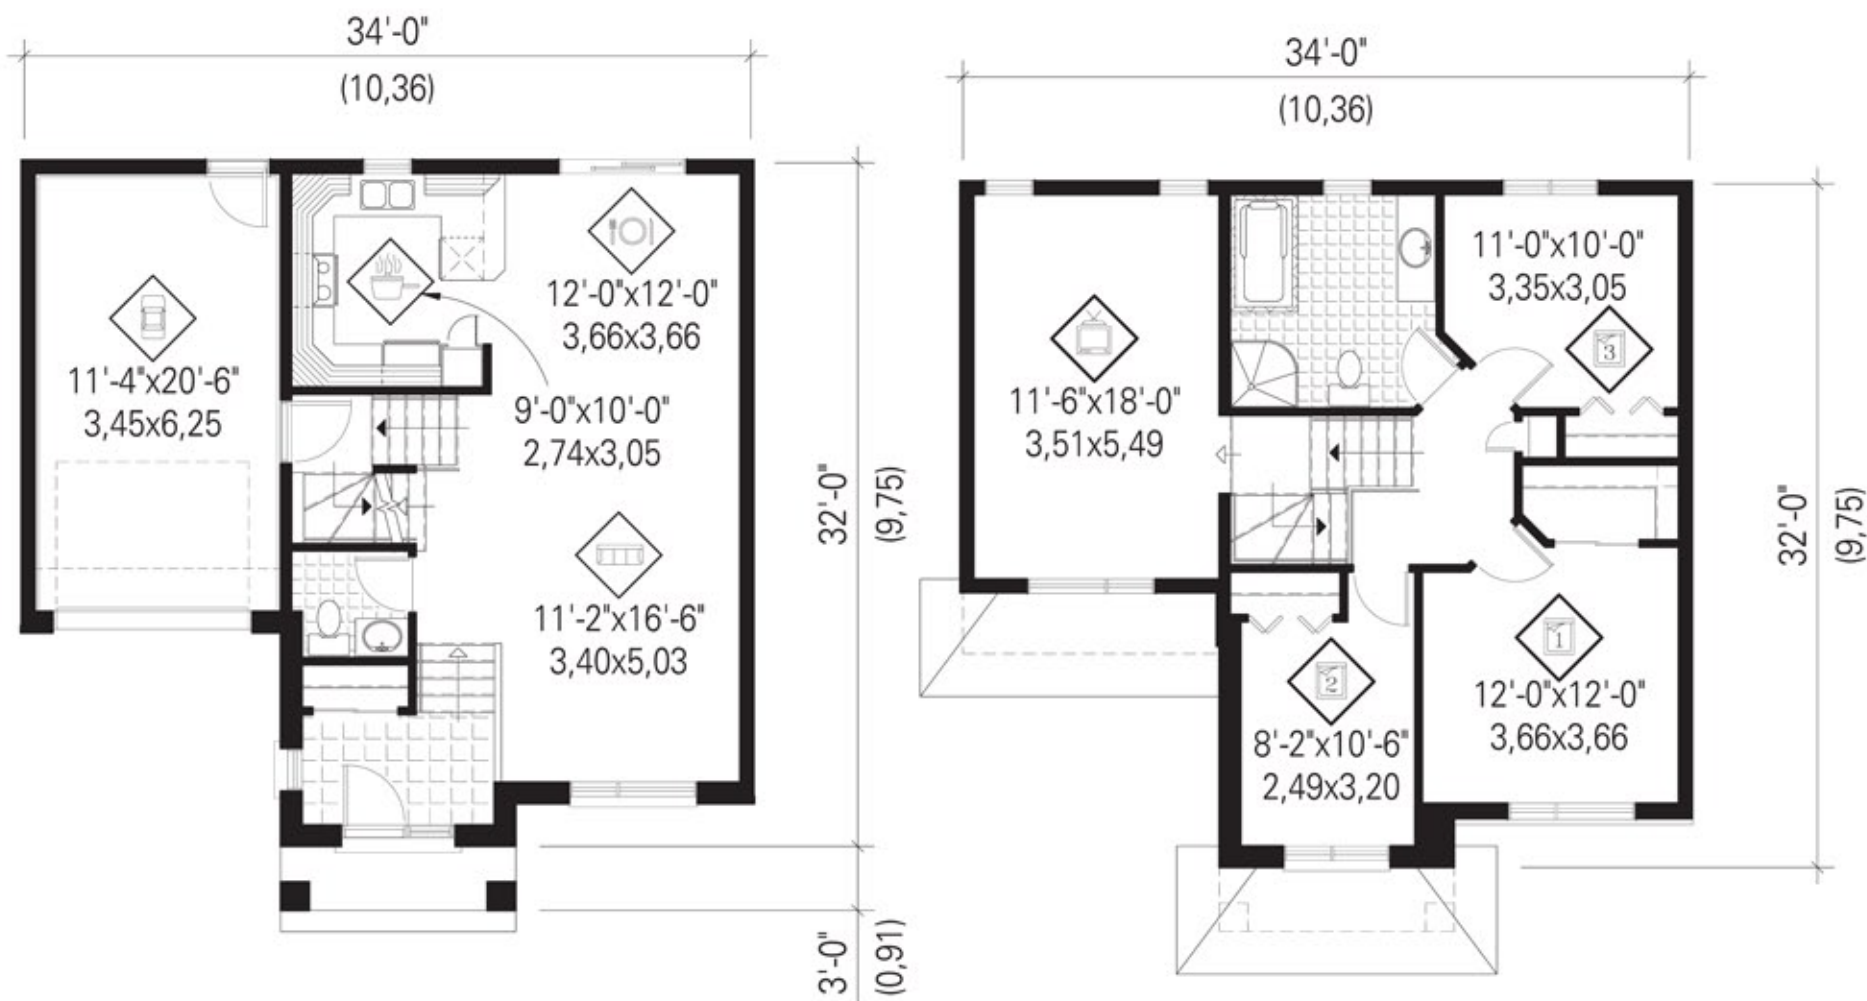 34'-0"
(10,36)
11'-4"x20'-6"
3,45x6,25
12'-0"x12'-0"
3,66x3,66
9'-0"x10'-0"
2,74x3,05
11'-2"x16'-6"
3,40x5,03
32'-0"
(9,75)
3'-0"
(0,91)
34'-0"
(10,36)
11'-6"x18'-0"
3,51x5,49
11'-0"x10'-0"
3,35x3,05
3
2
8'-2"x10'-6"
2,49x3,20
1
12'-0"x12'-0"
3,66x3,66
32'-0"
(9,75)